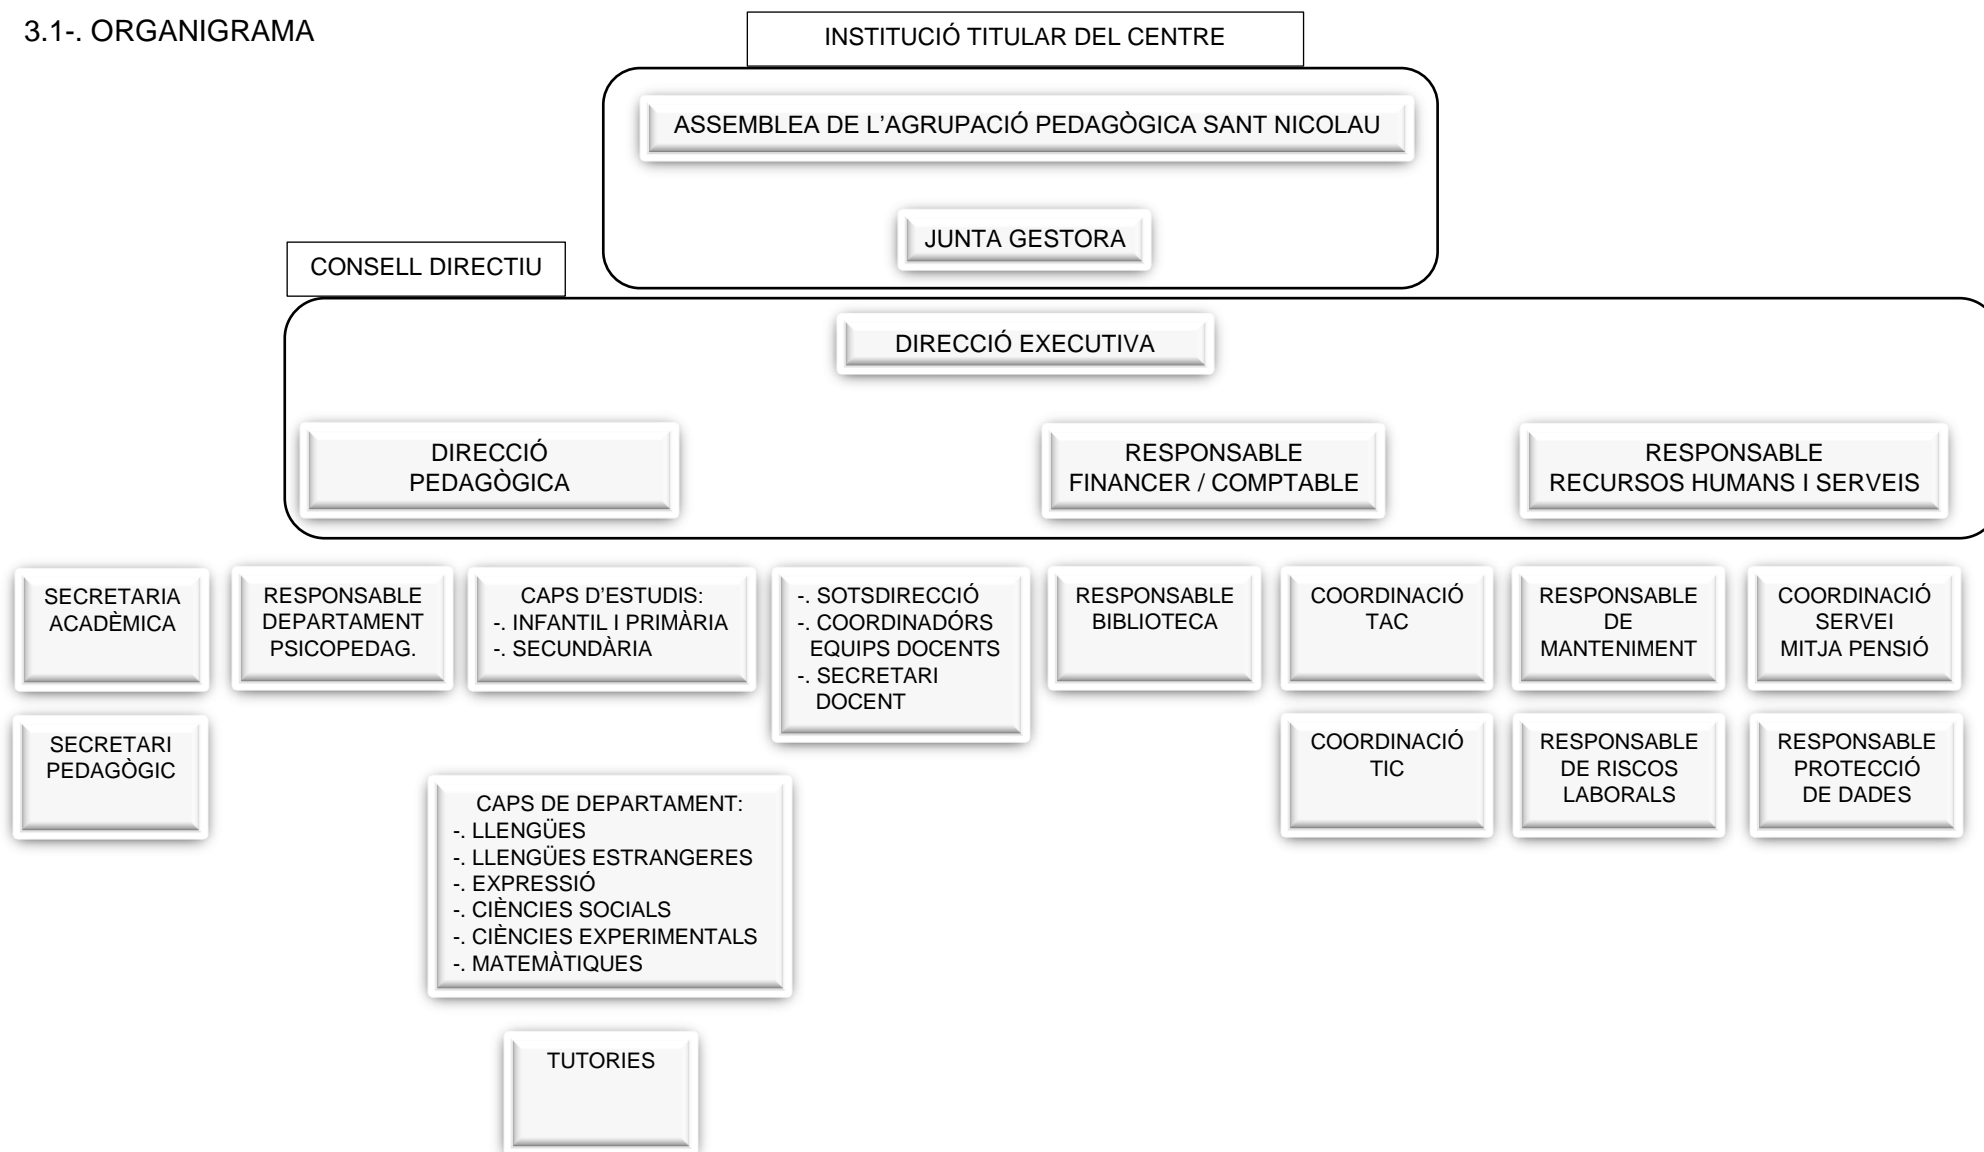 3.1-. ORGANIGRAMA
INSTITUCIÓ TITULAR DEL CENTRE
ASSEMBLEA DE L’AGRUPACIÓ PEDAGÒGICA SANT NICOLAU
JUNTA GESTORA
CONSELL DIRECTIU
DIRECCIÓ EXECUTIVA
DIRECCIÓ
PEDAGÒGICA
RESPONSABLE
FINANCER / COMPTABLE
RESPONSABLE
RECURSOS HUMANS I SERVEIS
SECRETARIA
ACADÈMICA
RESPONSABLE
DEPARTAMENT
PSICOPEDAG.
CAPS D’ESTUDIS:
-. INFANTIL I PRIMÀRIA
-. SECUNDÀRIA
-. SOTSDIRECCIÓ
-. COORDINADÓRS
EQUIPS DOCENTS
-. SECRETARI
DOCENT
RESPONSABLE
BIBLIOTECA
COORDINACIÓ
TAC
RESPONSABLE
DE
MANTENIMENT
COORDINACIÓ
SERVEI
MITJA PENSIÓ
SECRETARI
PEDAGÒGIC
COORDINACIÓ
TIC
RESPONSABLE
DE RISCOS
LABORALS
RESPONSABLE
PROTECCIÓ
DE DADES
CAPS DE DEPARTAMENT:
-. LLENGÜES
-. LLENGÜES ESTRANGERES
-. EXPRESSIÓ
-. CIÈNCIES SOCIALS
-. CIÈNCIES EXPERIMENTALS
-. MATEMÀTIQUES
TUTORIES